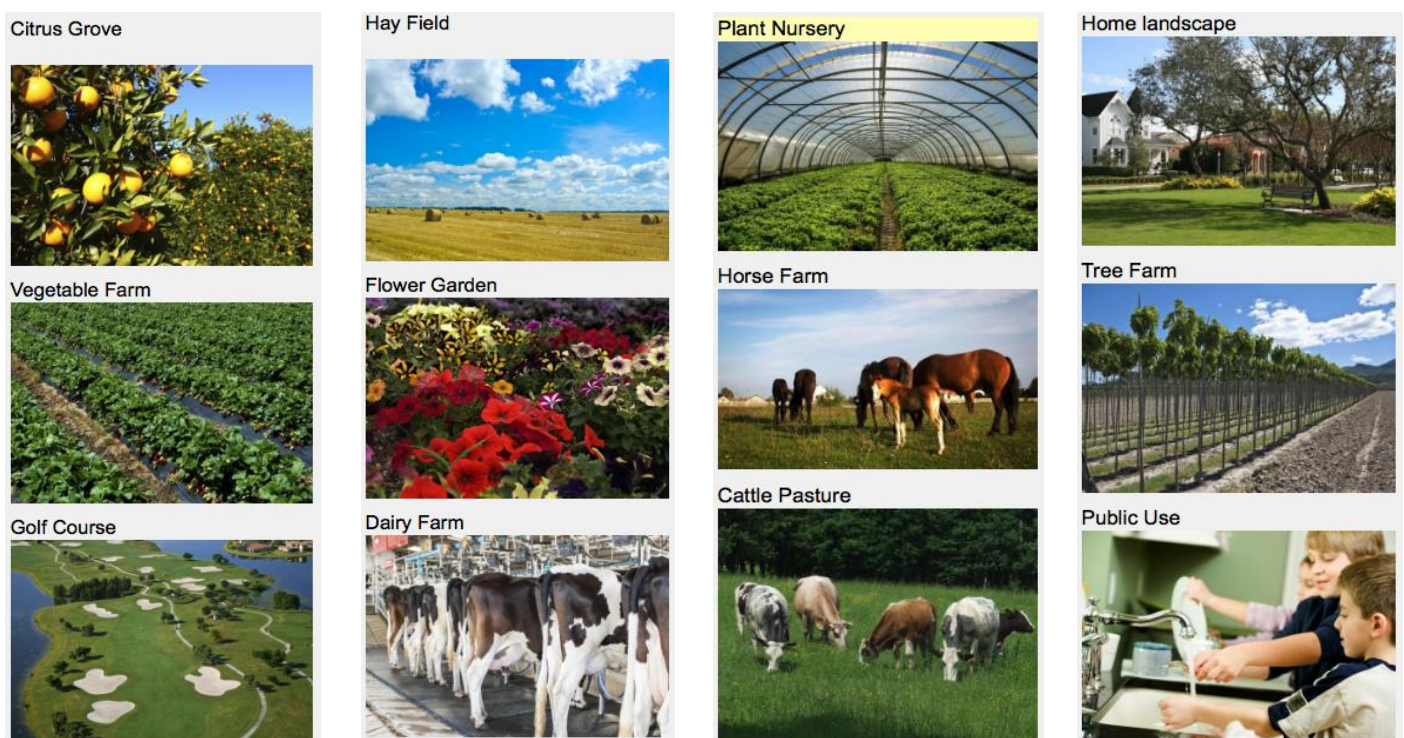 Citrus Grove
Hay Field
Plant Nursery
Home landscape
Vegetable Farm
Flower Garden
Horse Farm
Tree Farm
Golf Course
Dairy Farm
Cattle Pasture
Public Use